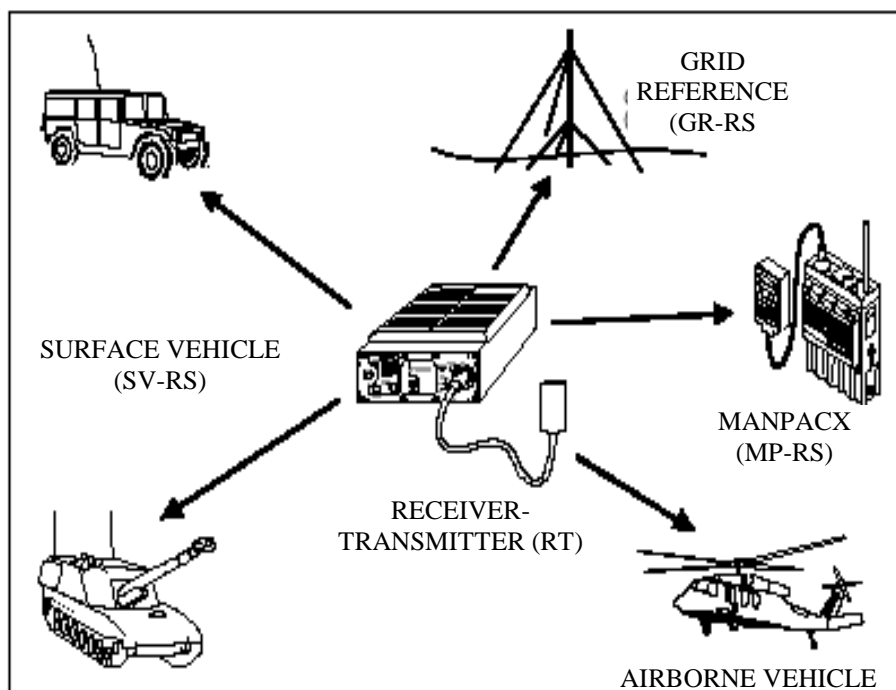 GRID
REFERENCE
(GR-RS
SURFACE VEHICLE
(SV-RS)
MANPACX
(MP-RS)
RECEIVER-
TRANSMITTER (RT)
AIRBORNE VEHICLE